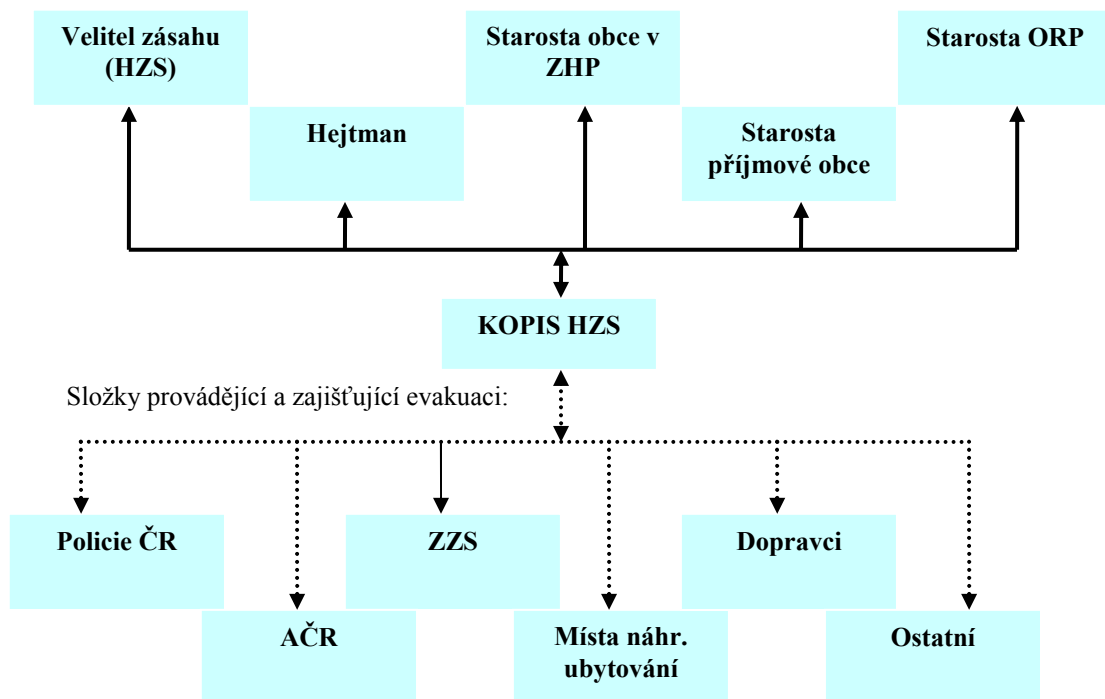 Velitel zásahu
(HZS)
Starosta obce v
ZHP
Starosta ORP
Hejtman
Starosta
příjmové obce
KOPIS HZS
Složky provádějící a zajišťující evakuaci:
Policie ČR
ZZS
Dopravci
AČR
Místa náhr.
ubytování
Ostatní